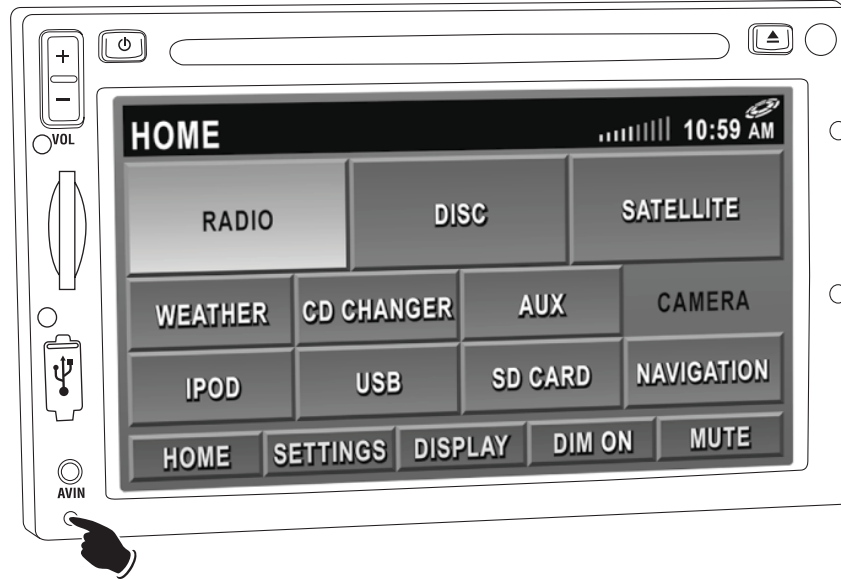 +
−
VOL
HOME 10:59 AM
RADIO DISC SATELLITE
WEATHER CD CHANGER AUX CAMERA
IPOD USB SD CARD NAVIGATION
HOME SETTINGS DISPLAY DIM ON MUTE
AVIN